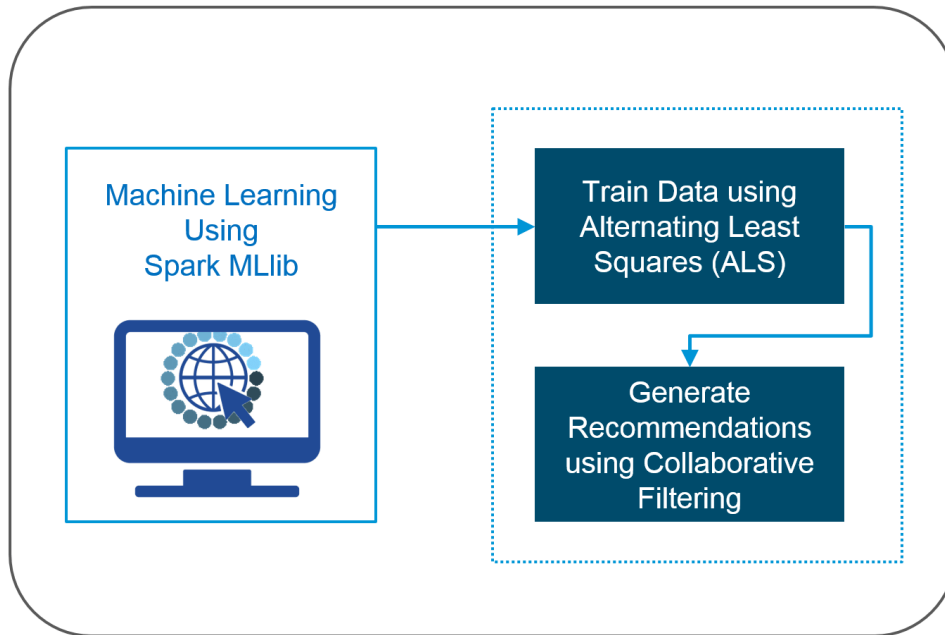 Machine Learning
Using
Spark MLlib
Train Data using
Alternating Least
Squares (ALS)
Generate
Recommendations
using Collaborative
Filtering